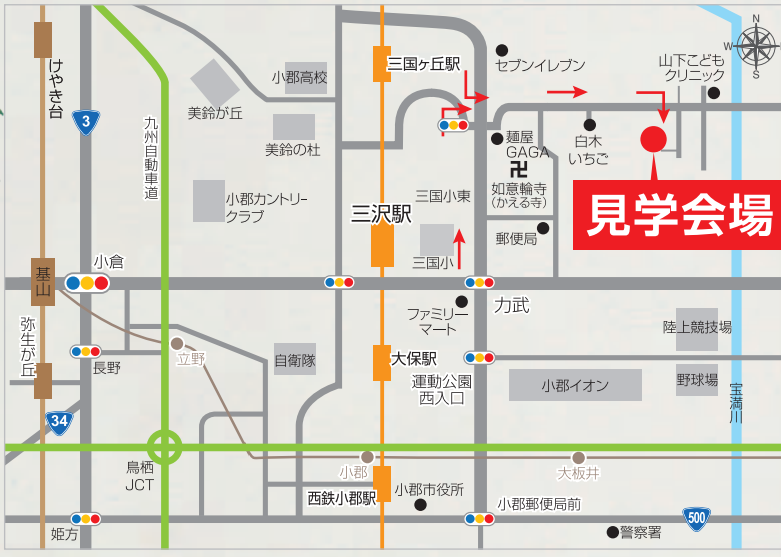 N
W
S
けやき台
3
九州自動車道
美鈴が丘
小郡高校
美鈴の杜
小郡カントリー
クラブ
三国ヶ丘駅
セブンイレブン
山下こども
クリニック
麺屋
GAGA
白木
いちご
卍
如意輪寺
(かえる寺)
三国小東
三沢駅
三国小
郵便局
見学会場
基山
小倉
力武
ファミリー
マート
弥生が丘
長野
立野
自衛隊
大保駅
運動公園
西入口
小郡イオン
陸上競技場
野球場
宝満川
34
鳥栖
JCT
小郡
大板井
西鉄小郡駅
小郡市役所
小郡郵便局前
姫方
500
警察署